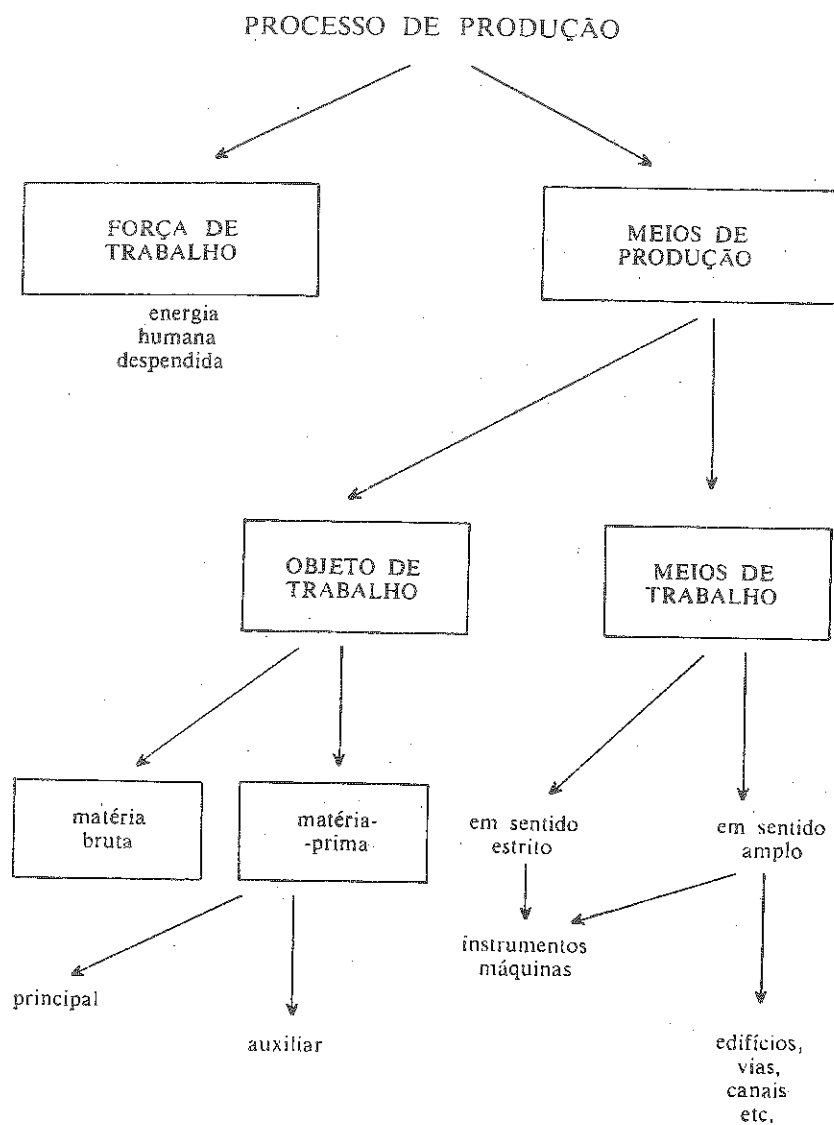 PROCESSO DE PRODUÇÃO
FORÇA DE
TRABALHO
energia
humana
despendida
MEIOS DE
PRODUÇÃO
OBJETO DE
TRABALHO
MEIOS DE
TRABALHO
matéria
bruta
matéria-
-prima
em sentido
estrito
em sentido
amplo
instrumentos
máquinas
principal
auxiliar
edifícios,
vias,
canais
etc.